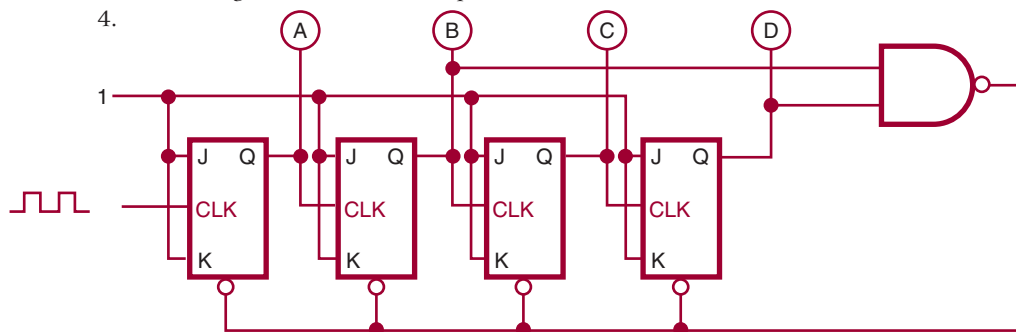 4.
A B C D
1
J Q J Q J Q J Q
CLK CLK CLK CLK
K K K K